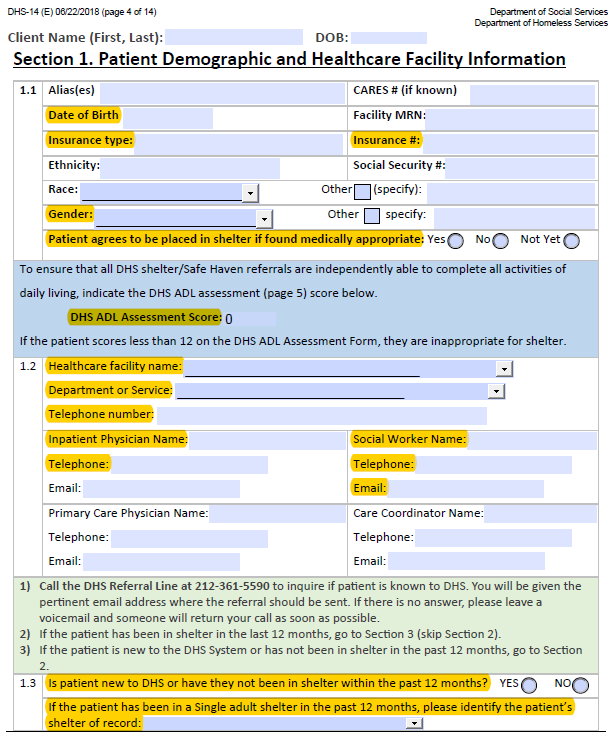 DHS-14 (E) 06/22/2018 (page 4 of 14) Department of Social Services
Department of Homeless Services
Client Name (First, Last): DOB:
Section 1. Patient Demographic and Healthcare Facility Information
1.1 Alias(es) CARES # (if known)
Date of Birth Facility MRN:
Insurance type: Insurance #:
Ethnicity: Social Security #:
Race: Other (specify):
Gender: Other specify:
Patient agrees to be placed in shelter if found medically appropriate: Yes No Not Yet
To ensure that all DHS shelter/Safe Haven referrals are independently able to complete all activities of
daily living, indicate the DHS ADL assessment (page 5) score below.
DHS ADL Assessment Score: 0
If the patient scores less than 12 on the DHS ADL Assessment Form, they are inappropriate for shelter.
1.2 Healthcare facility name:
Department or Service:
Telephone number:
Inpatient Physician Name: Social Worker Name:
Telephone: Telephone:
Email: Email:
Primary Care Physician Name: Care Coordinator Name:
Telephone: Telephone:
Email: Email:
1) Call the DHS Referral Line at 212-361-5590 to inquire if patient is known to DHS. You will be given the
pertinent email address where the referral should be sent. If there is no answer, please leave a
voicemail and someone will return your call as soon as possible.
2) If the patient has been in shelter in the last 12 months, go to Section 3 (skip Section 2).
3) If the patient is new to the DHS System or has not been in shelter in the past 12 months, go to Section
2.
1.3 Is patient new to DHS or have they not been in shelter within the past 12 months? YES NO
If the patient has been in a Single adult shelter in the past 12 months, please identify the patient's
shelter of record: